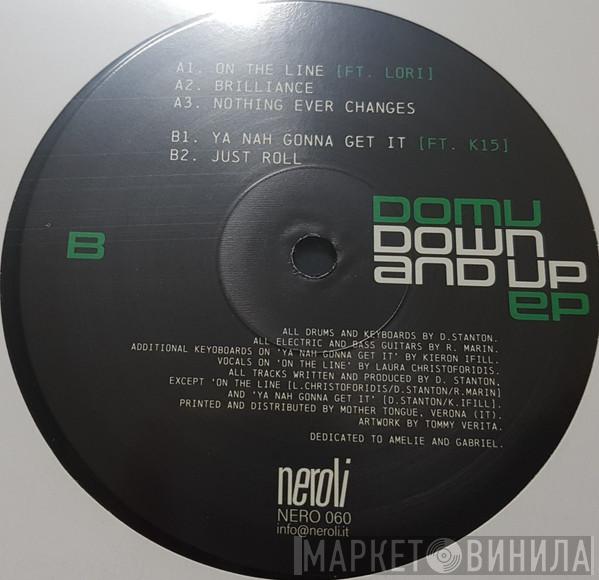 A1. ON THE LINE [FT. LORI]
A2. BRILLIANCE
A3. NOTHING EVER CHANGES
B1. YA NAH GONNA GET IT [FT. K15]
B2. JUST ROLL
B
DOMU
DOWN
AND UP
EP
ALL DRUMS AND KEYBOARDS BY D.STANTON.
ALL ELECTRIC AND BASS GUITARS BY R. MARIN.
ADDITIONAL KEYOBOARDS ON 'YA NAH GONNA GET IT' BY KIERON IFILL.
VOCALS ON 'ON THE LINE' BY LAURA CHRISTOFORIDIS.
ALL TRACKS WRITTEN AND PRODUCED BY D. STANTON,
EXCEPT 'ON THE LINE [L.CHRISTOFORIDIS/D.STANTON/R.MARIN]
AND 'YA NAH GONNA GET IT' [D.STANTON/K.IFILL].
PRINTED AND DISTRIBUTED BY MOTHER TONGUE, VERONA (IT).
ARTWORK BY TOMMY VERITA.
DEDICATED TO AMELIE AND GABRIEL.
neroli
NERO 060
info@neroli.it
МАРКЕТ ВИНИЛА